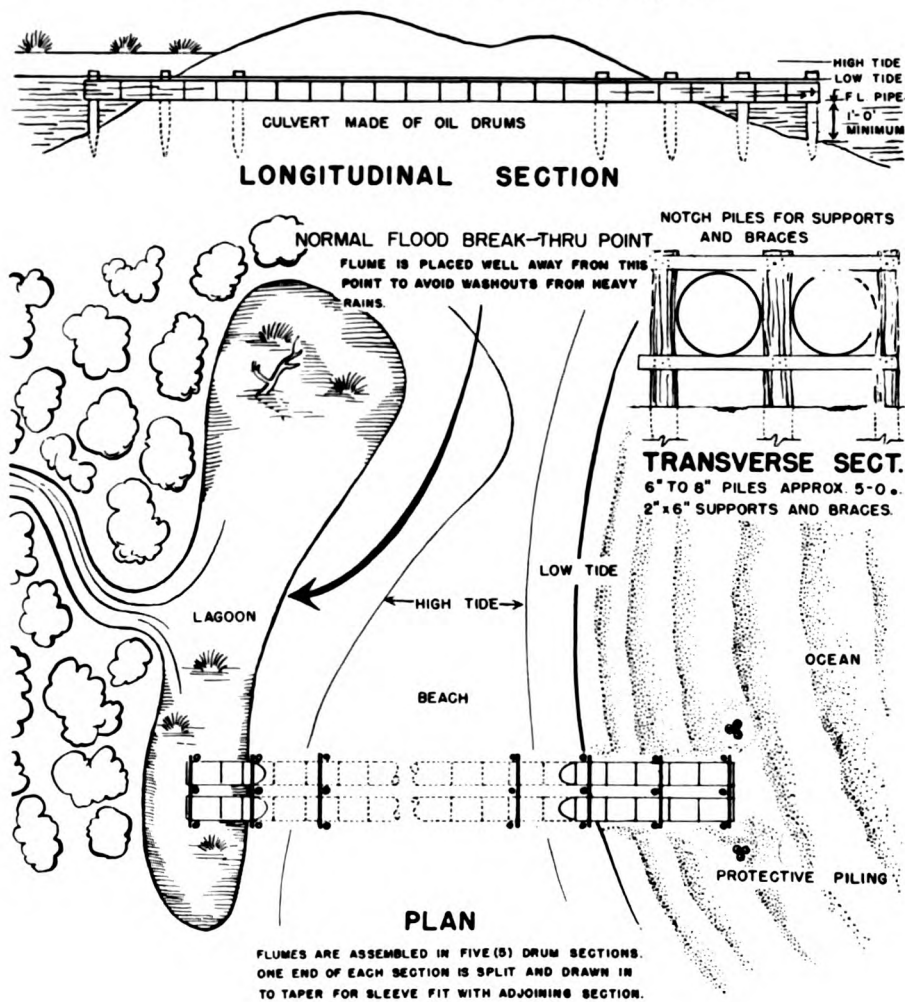 HIGH TIDE
LOW TIDE
F L PIPE
1'-0"
MINIMUM
CULVERT MADE OF OIL DRUMS
LONGITUDINAL SECTION
NOTCH PILES FOR SUPPORTS
AND BRACES
NORMAL FLOOD BREAK-THRU POINT
FLUME IS PLACED WELL AWAY FROM THIS
POINT TO AVOID WASHOUTS FROM HEAVY
RAINS.
TRANSVERSE SECT.
6" TO 8" PILES APPROX. 5-0
2"x6" SUPPORTS AND BRACES.
LOW TIDE
HIGH TIDE
LAGOON
OCEAN
BEACH
PROTECTIVE PILING
PLAN
FLUMES ARE ASSEMBLED IN FIVE (5) DRUM SECTIONS.
ONE END OF EACH SECTION IS SPLIT AND DRAWN IN
TO TAPER FOR SLEEVE FIT WITH ADJOINING SECTION.